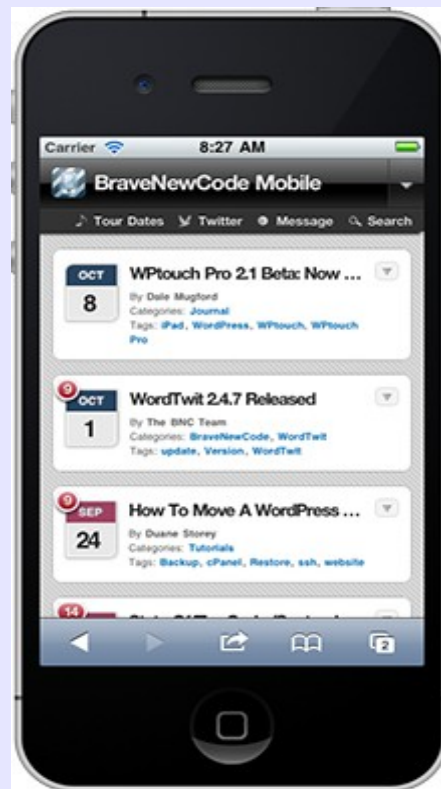 Carrier 8:27 AM
BraveNewCode Mobile
Tour Dates Twitter Message Search
OCT
8
WPtouch Pro 2.1 Beta: Now ...
By Dale Mugford
Categories: Journal
Tags: iPad, WordPress, WPtouch, WPtouch
Pro
9
OCT
1
WordTwit 2.4.7 Released
By The BNC Team
Categories: BraveNewCode, WordTwit
Tags: update, Version, WordTwit
9
SEP
24
How To Move A WordPress ...
By Duane Storey
Categories: Tutorials
Tags: Backup, cPanel, Restore, ssh, website
14
2